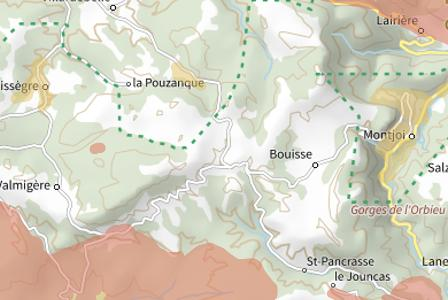 Lairière
la Pouzanque
Montjoi
Bouisse
Valmigère
Gorges de l'Orbieu
St-Pancrasse
le Jouncas